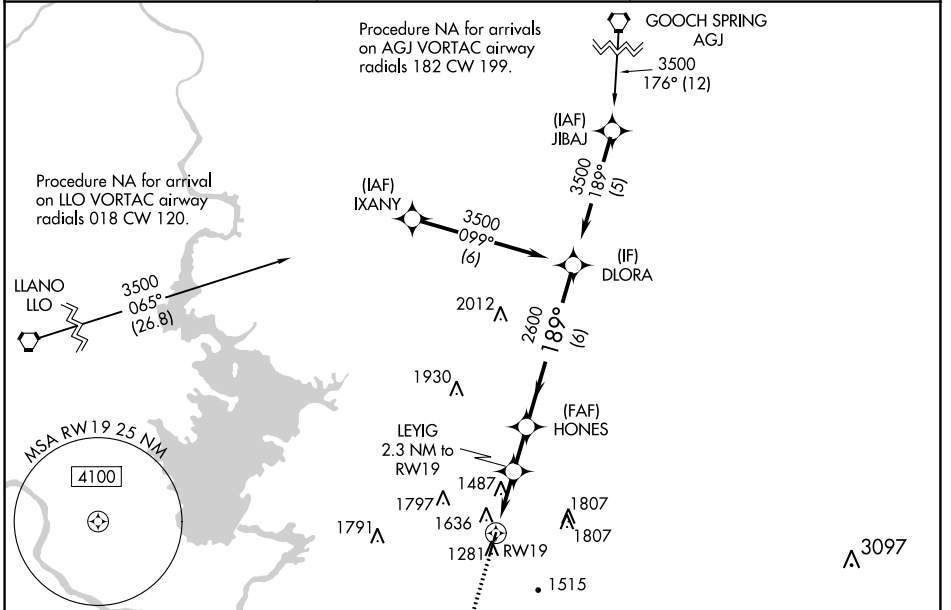 Procedure NA for arrivals
on AGJ VORTAC airway
radials 182 CW 199.
GOOCH SPRING
AGJ
3500
176° (12)
(IAF)
JIBAJ
3500
189°
(5)
Procedure NA for arrival
on LLO VORTAC airway
radials 018 CW 120.
(IAF)
IXANY
3500
099°
(6)
(IF)
DLORA
LLANO
LLO
3500
065°
(26.8)
2012
2600
189°
(6)
1930
(FAF)
HONES
LEYIG
2.3 NM to
RW19
MSA RW19 25 NM
4100
1487
1797
1636
1807
1807
1791
1281
RW19
3097
1515